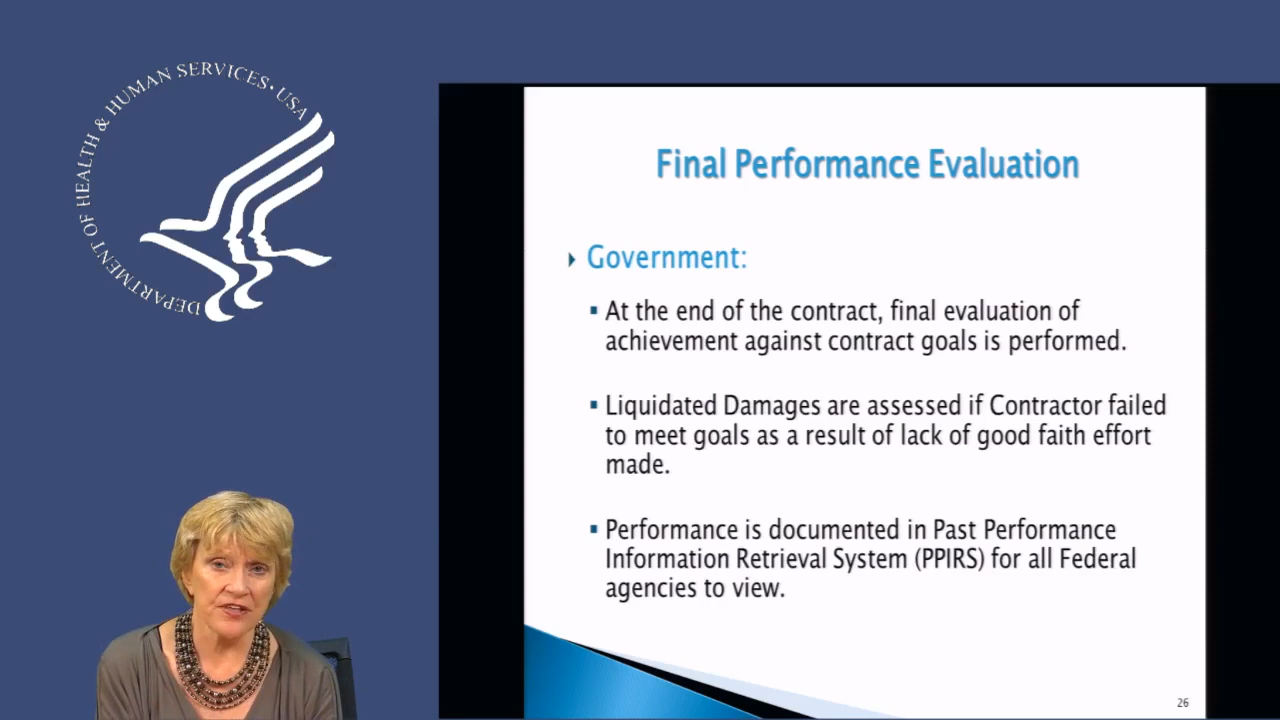 DEPARTMENT OF HEALTH & HUMAN SERVICES • USA
Final Performance Evaluation
Government:
At the end of the contract, final evaluation of
achievement against contract goals is performed.
Liquidated Damages are assessed if Contractor failed
to meet goals as a result of lack of good faith effort
made.
Performance is documented in Past Performance
Information Retrieval System (PPIRS) for all Federal
agencies to view.
26